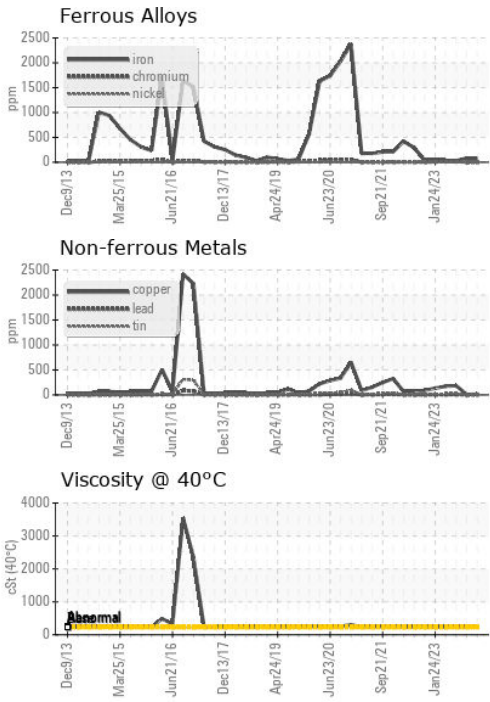 Ferrous Alloys
2500
2000
1500
1000
500
0
ppm
iron
chromium
nickel
Dec9/13
Mar25/15
Jun21/16
Dec13/17
Apr24/19
Jun23/20
Sep21/21
Jan24/23
Non-ferrous Metals
2500
2000
1500
1000
500
0
ppm
copper
lead
tin
Dec9/13
Mar25/15
Jun21/16
Dec13/17
Apr24/19
Jun23/20
Sep21/21
Jan24/23
Viscosity @ 40°C
4000
3000
2000
1000
0
cSt (40°C)
Abnormal
Dec9/13
Mar25/15
Jun21/16
Dec13/17
Apr24/19
Jun23/20
Sep21/21
Jan24/23